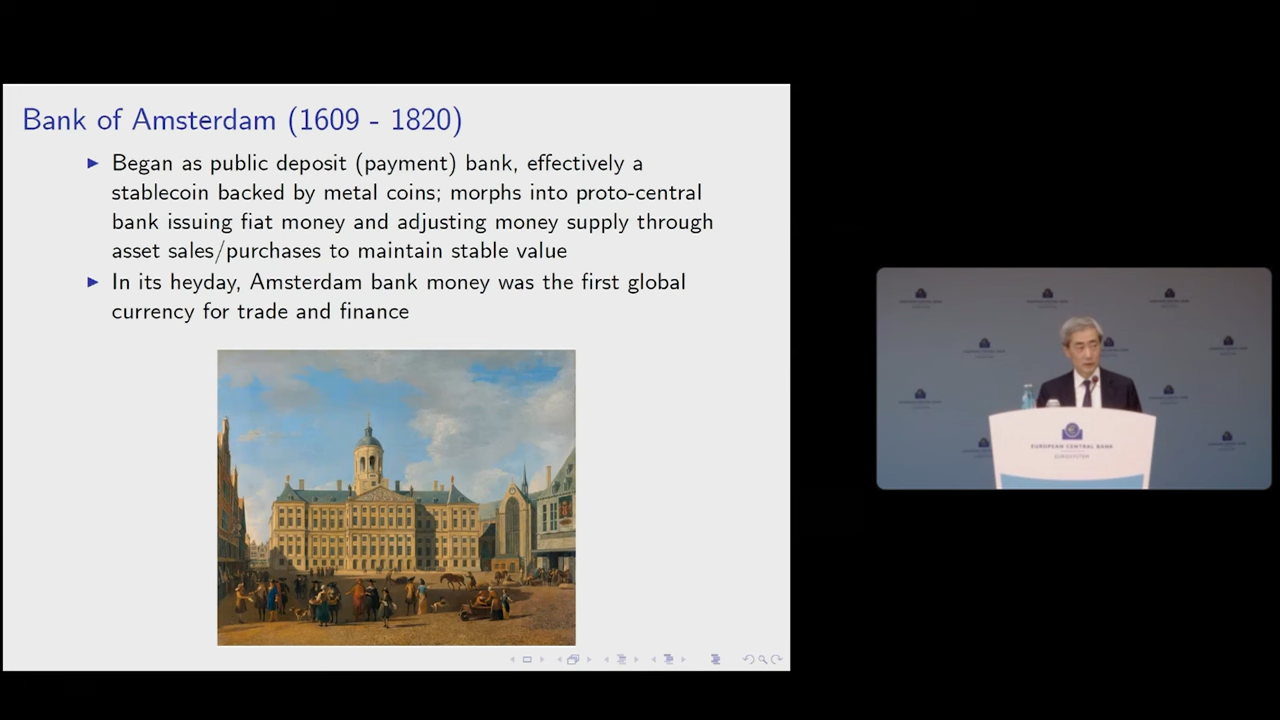 Bank of Amsterdam (1609 - 1820)
Began as public deposit (payment) bank, effectively a
stablecoin backed by metal coins; morphs into proto-central
bank issuing fiat money and adjusting money supply through
asset sales/purchases to maintain stable value
In its heyday, Amsterdam bank money was the first global
currency for trade and finance
EUROPEAN CENTRAL BANK
EUROSYSTEM